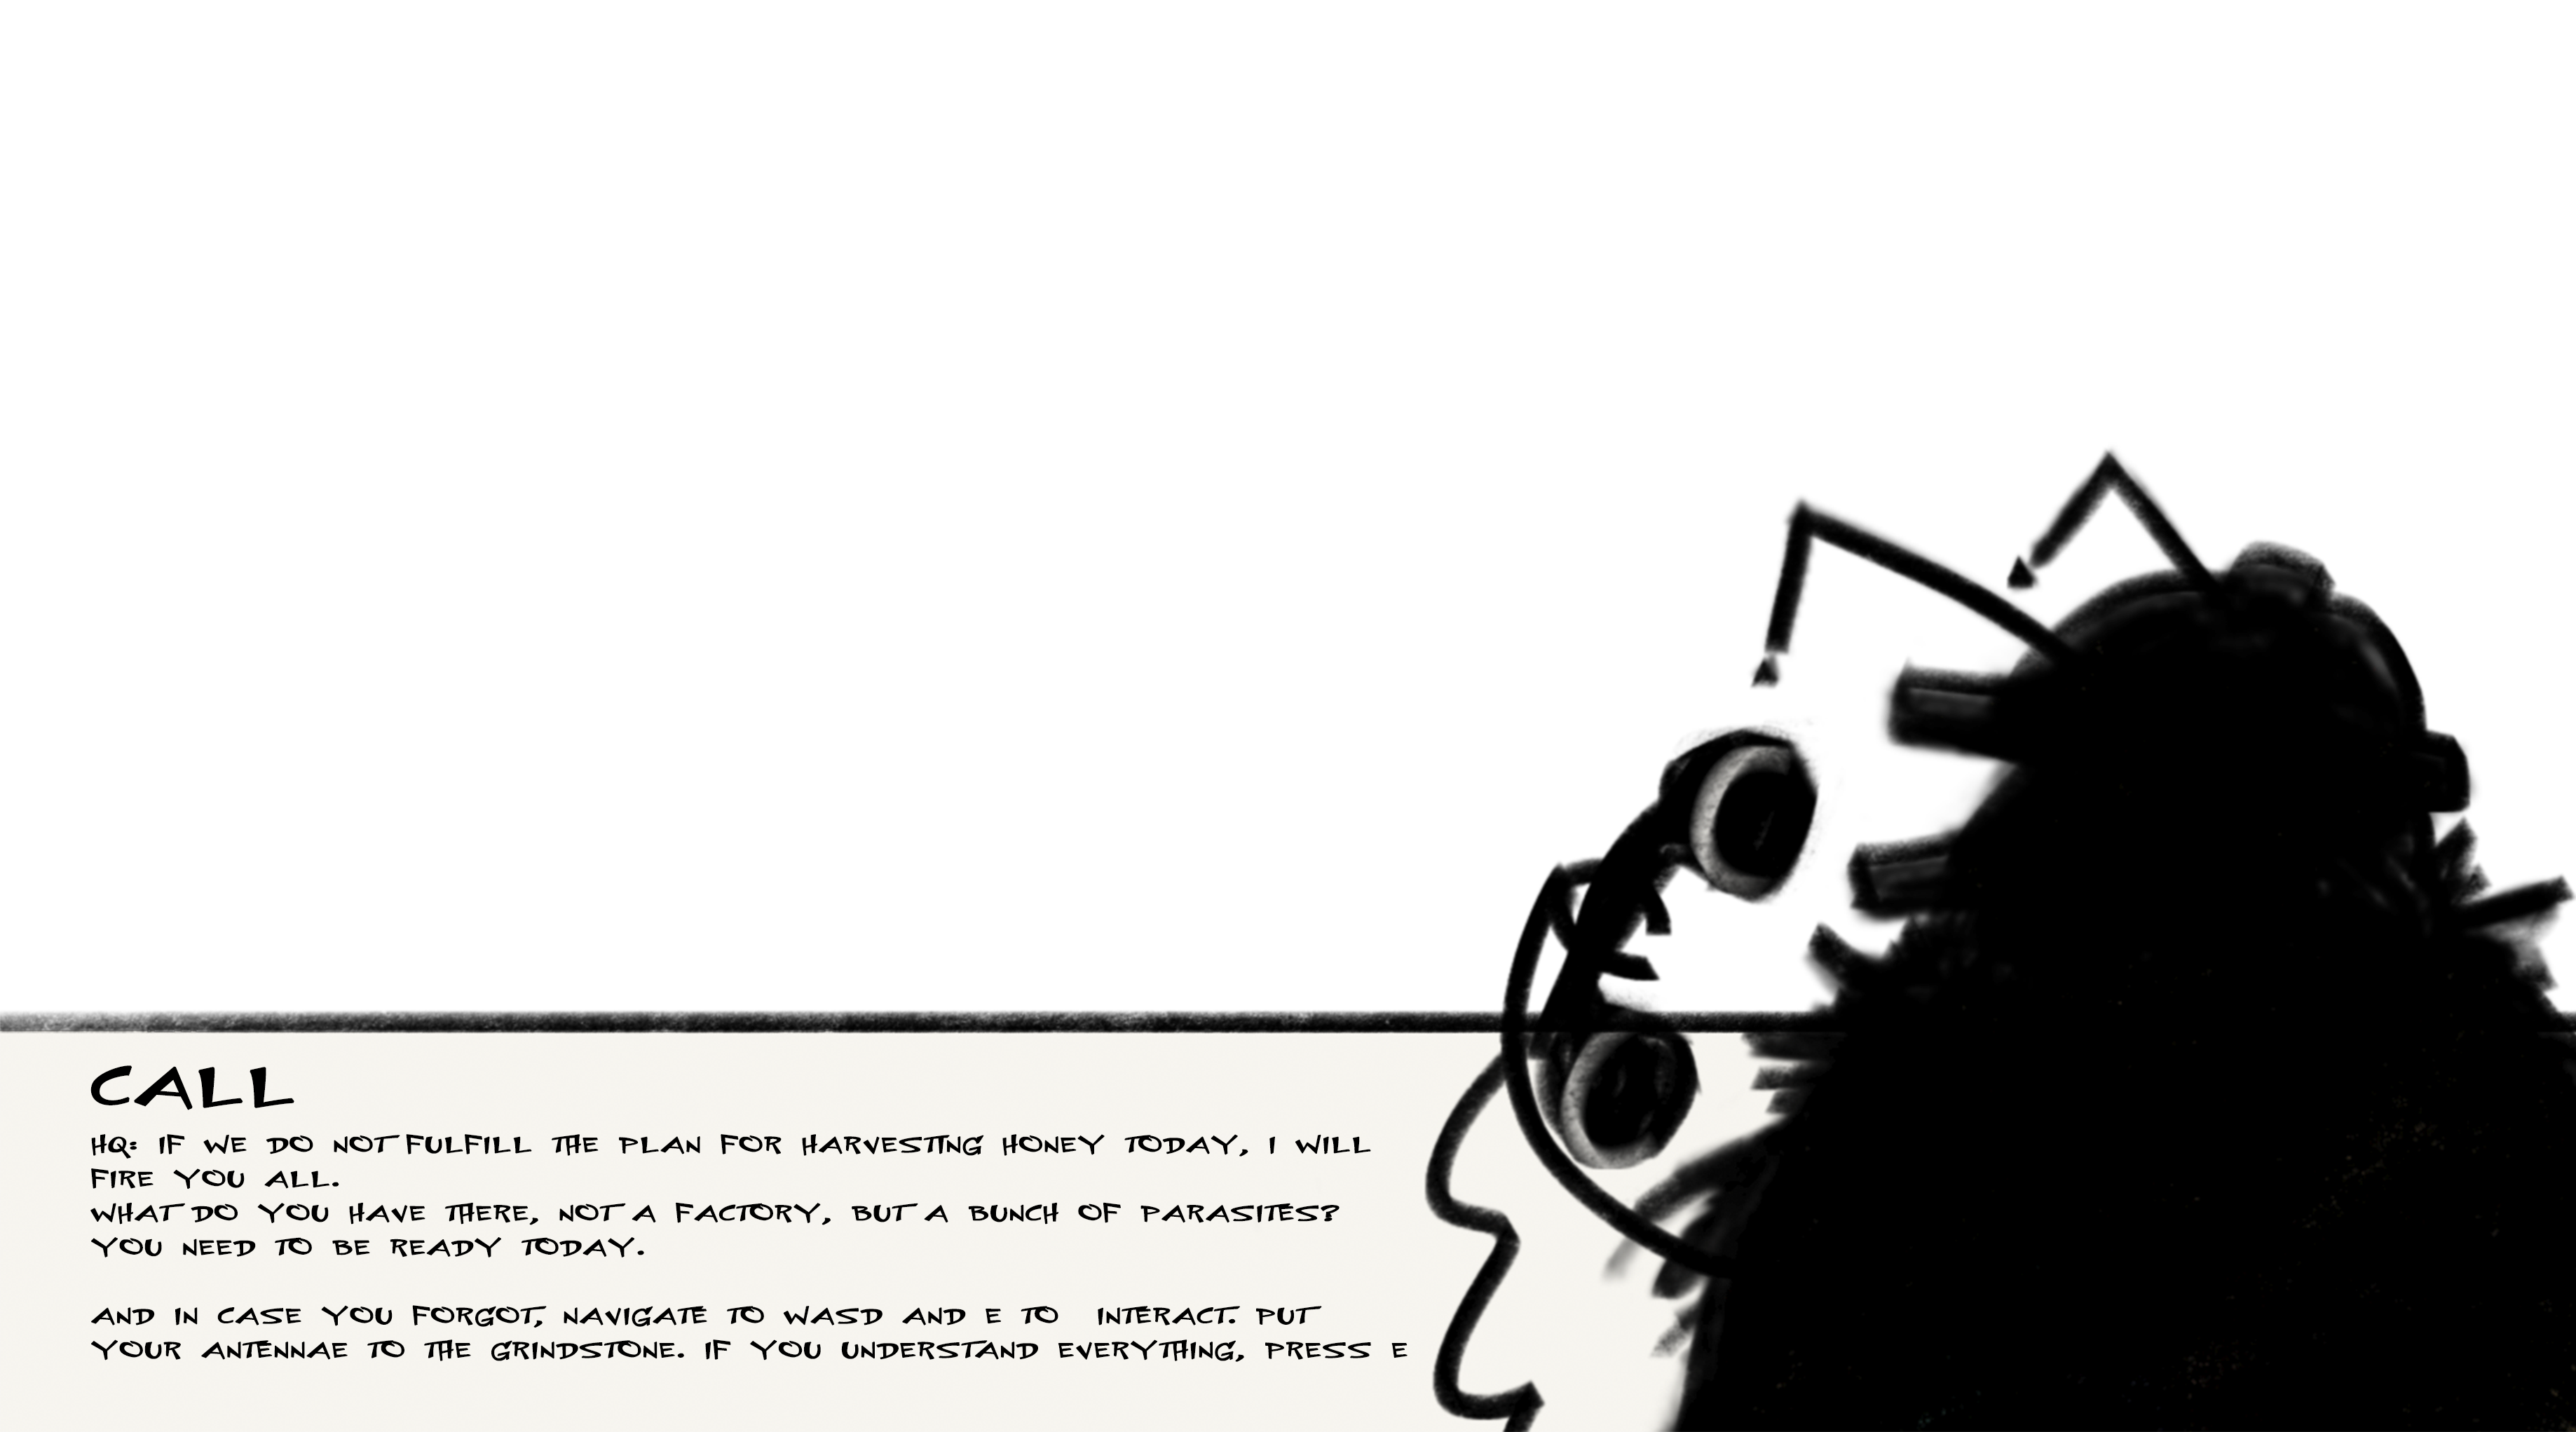 CALL
HQ: IF WE DO NOT FULFILL THE PLAN FOR HARVESTING HONEY TODAY, I WILL
FIRE YOU ALL.
WHAT DO YOU HAVE THERE, NOT A FACTORY, BUT A BUNCH OF PARASITES?
YOU NEED TO BE READY TODAY.
AND IN CASE YOU FORGOT, NAVIGATE TO WASD AND E TO INTERACT. PUT
YOUR ANTENNAE TO THE GRINDSTONE. IF YOU UNDERSTAND EVERYTHING, PRESS E